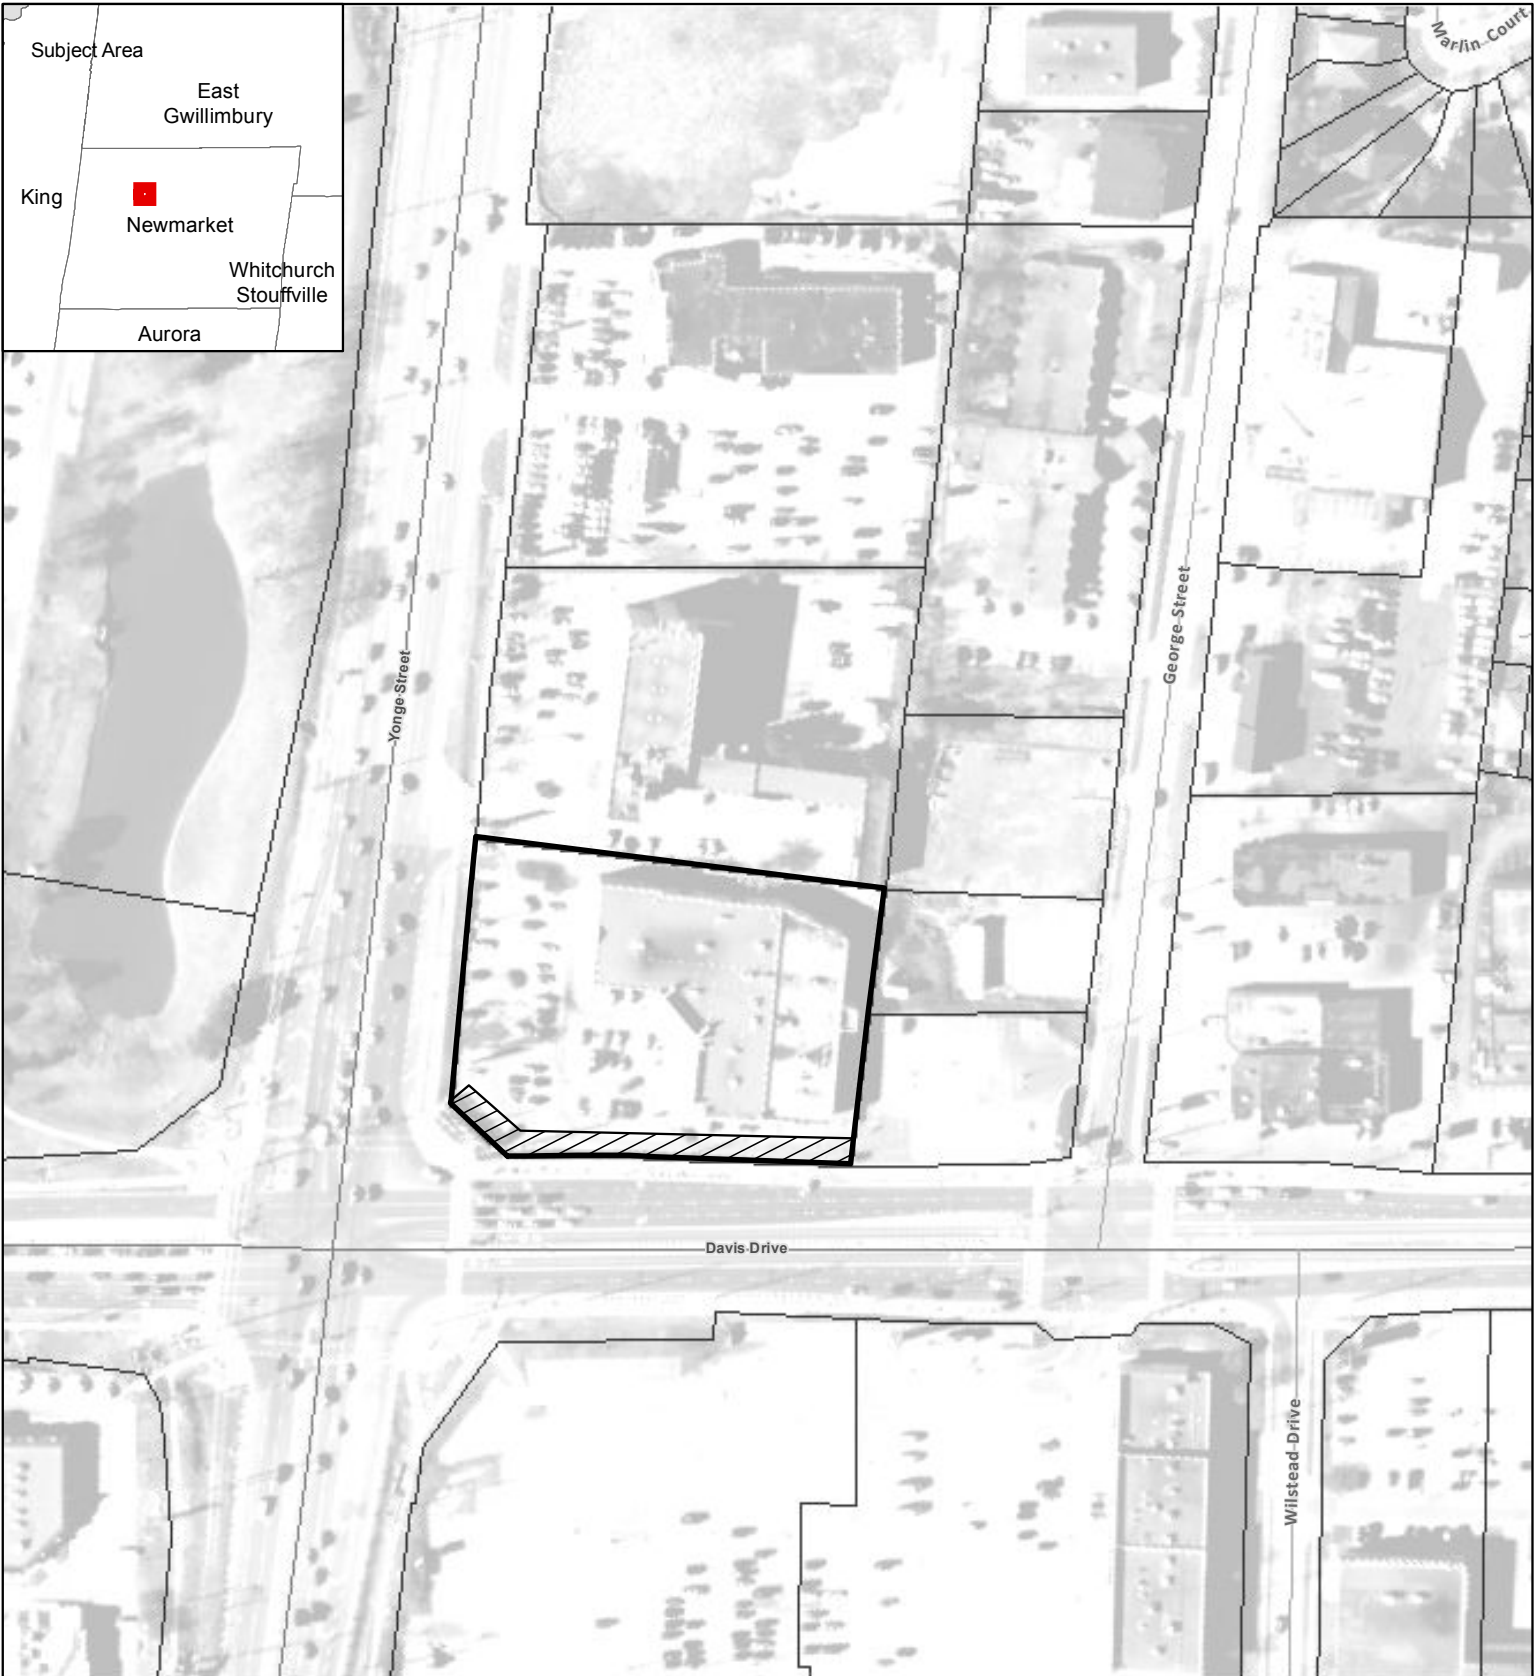 Subject Area
East
Gwillimbury
King
Newmarket
Whitchurch
Stouffville
Aurora
Marlin Court
Yonge Street
George Street
Davis Drive
Wilstead Drive